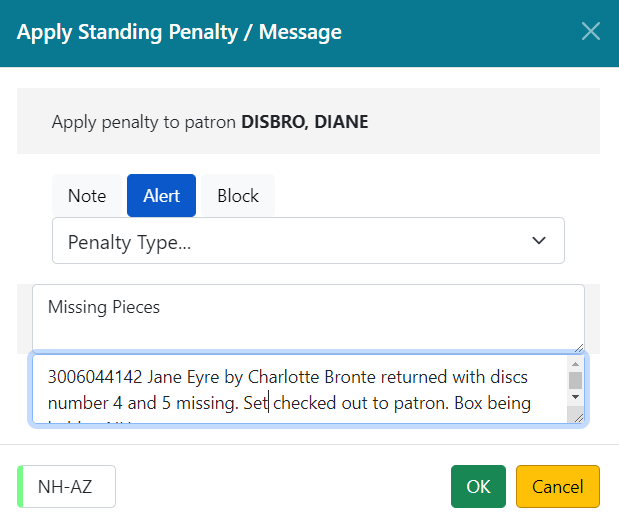 Apply Standing Penalty / Message
Apply penalty to patron DISBRO, DIANE
Note Alert Block
Penalty Type...
Missing Pieces
3006044142 Jane Eyre by Charlotte Bronte returned with discs
number 4 and 5 missing. Set checked out to patron. Box being
NH-AZ OK Cancel